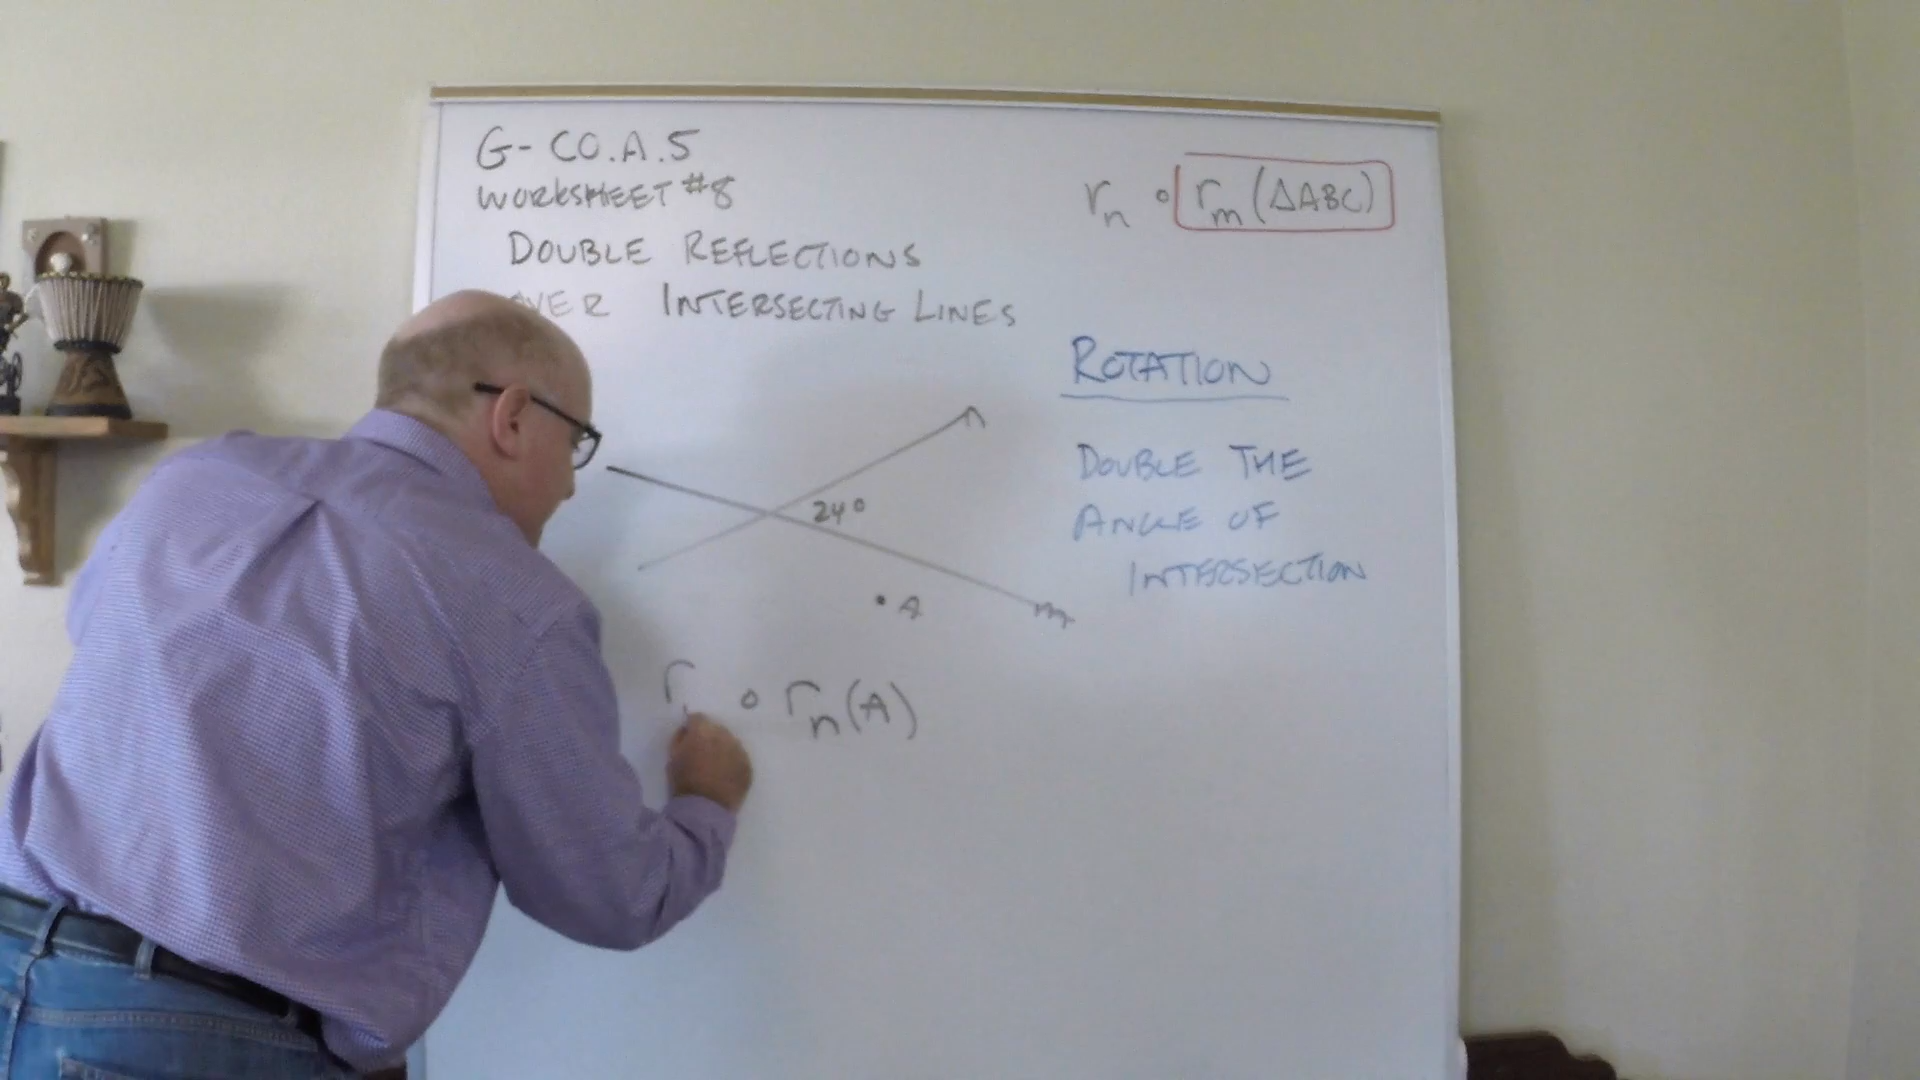 G-CO.A.5
WORKSHEET #8
DOUBLE REFLECTIONS
OVER INTERSECTING LINES
rn ∘ rm(ΔABC)
ROTATION
DOUBLE THE
ANGLE OF
INTERSECTION
n
24°
A
m
r ∘ rn(A)